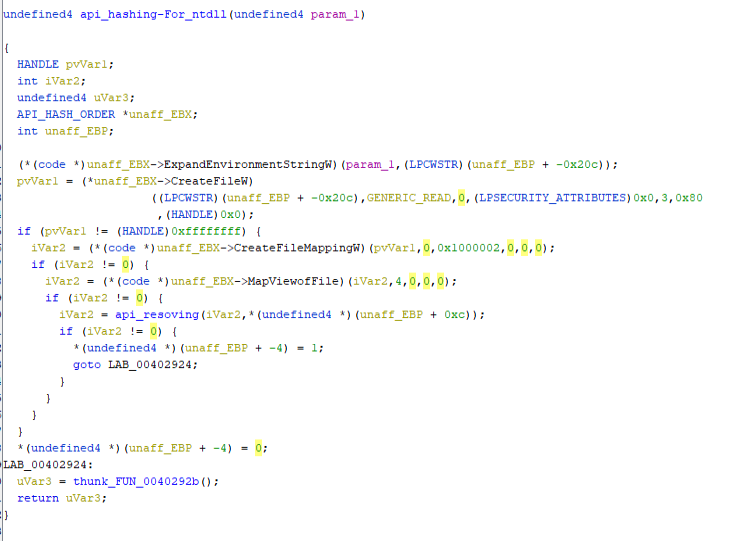 undefined4 api_hashing-For_ntdll(undefined4 param_1)
{
HANDLE pvVar1;
int iVar2;
undefined4 uVar3;
API_HASH_ORDER *unaff_EBX;
int unaff_EBP;
(*(code *)unaff_EBX->ExpandEnvironmentStringW)(param_1,(LPCWSTR)(unaff_EBP + -0x20c));
pvVar1 = (*unaff_EBX->CreateFileW)
((LPCWSTR)(unaff_EBP + -0x20c),GENERIC_READ,0,(LPSECURITY_ATTRIBUTES)0x0,3,0x80
,(HANDLE)0x0);
if (pvVar1 != (HANDLE)0xffffffff) {
iVar2 = (*(code *)unaff_EBX->CreateFileMappingW)(pvVar1,0,0x1000002,0,0,0);
if (iVar2 != 0) {
iVar2 = (*(code *)unaff_EBX->MapViewofFile)(iVar2,4,0,0,0);
if (iVar2 != 0) {
iVar2 = api_resoving(iVar2,*(undefined4 *)(unaff_EBP + 0xc));
if (iVar2 != 0) {
*(undefined4 *)(unaff_EBP + -4) = 1;
goto LAB_00402924;
}
}
}
}
*(undefined4 *)(unaff_EBP + -4) = 0;
LAB_00402924:
uVar3 = thunk_FUN_0040292b();
return uVar3;
}